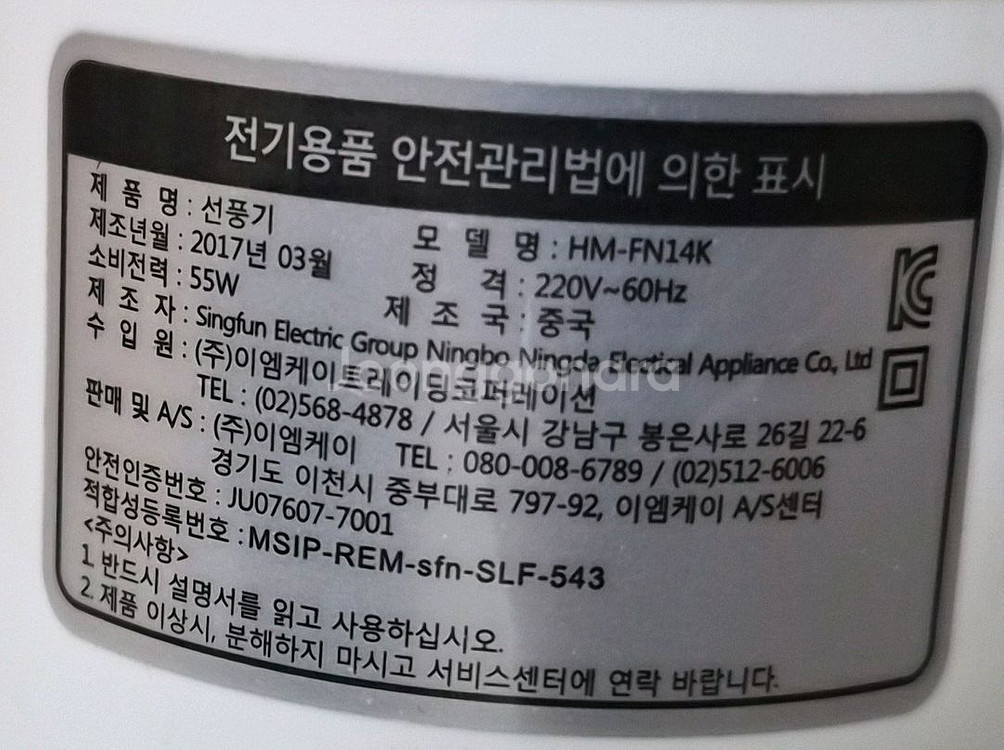 전기용품 안전관리법에 의한 표시
제 품 명 : 선풍기 모 델 명 : HM-FN14K
제조년월 : 2017년 03월 정 격 : 220V~60Hz
소비전력 : 55W 제 조 국 : 중국
제 조 자 : Singfun Electric Group Ningbo Ningda Electical Appliance Co,. Ltd
수 입 원 : (주)이엠케이트레이딩코퍼레이션
TEL : (02)568-4878 / 서울시 강남구 봉은사로 26길 22-6
판매 및 A/S : (주)이엠케이 TEL : 080-008-6789 / (02)512-6006
경기도 이천시 중부대로 797-92, 이엠케이 A/S센터
안전인증번호 : JU07607-7001
적합성등록번호 : MSIP-REM-sfn-SLF-543
<주의사항>
1. 반드시 설명서를 읽고 사용하십시오.
2. 제품 이상시, 분해하지 마시고 서비스센터에 연락 바랍니다.